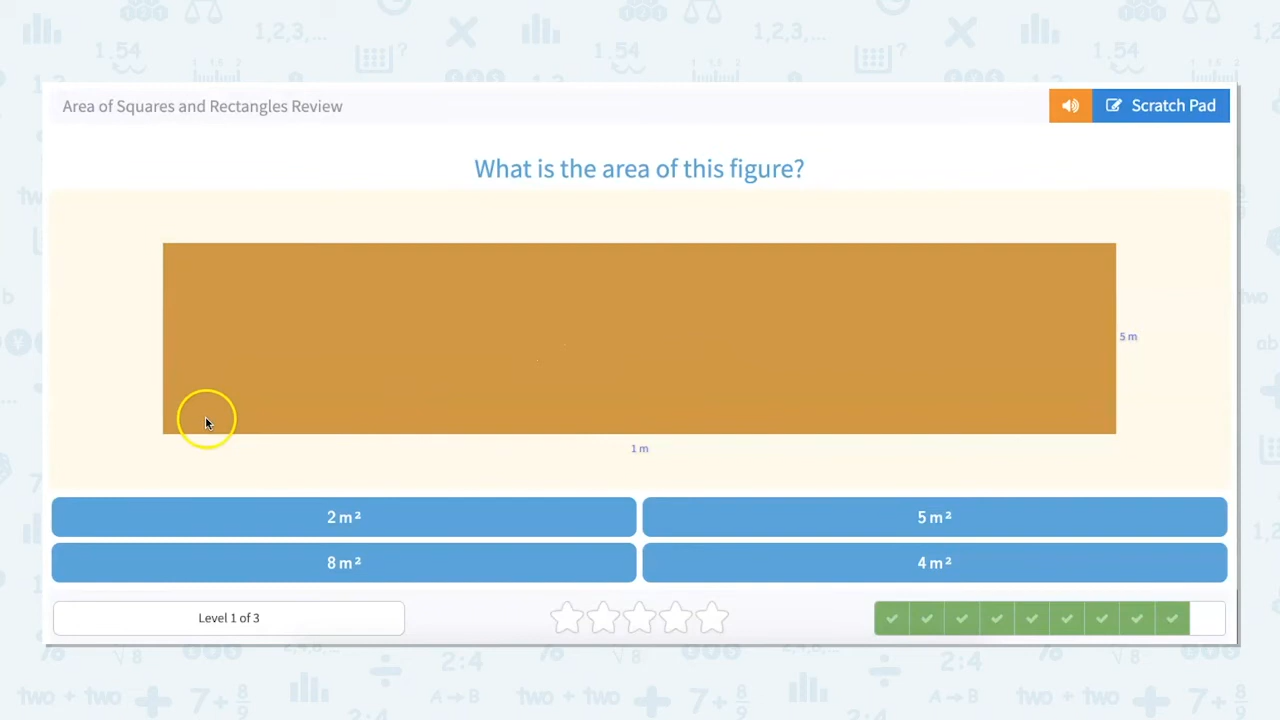 Area of Squares and Rectangles Review
Scratch Pad
What is the area of this figure?
5 m
1 m
2 m²
5 m²
8 m²
4 m²
Level 1 of 3